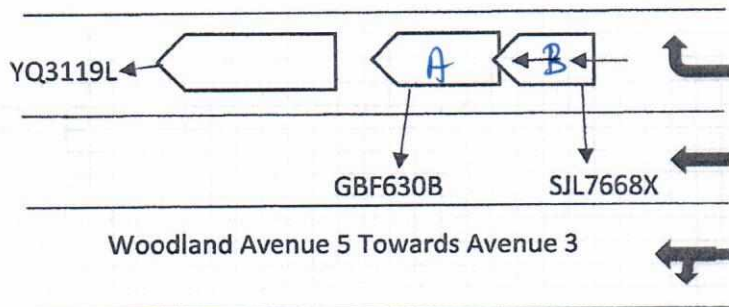 A B
YQ3119L
GBF630B SJL7668X
Woodland Avenue 5 Towards Avenue 3